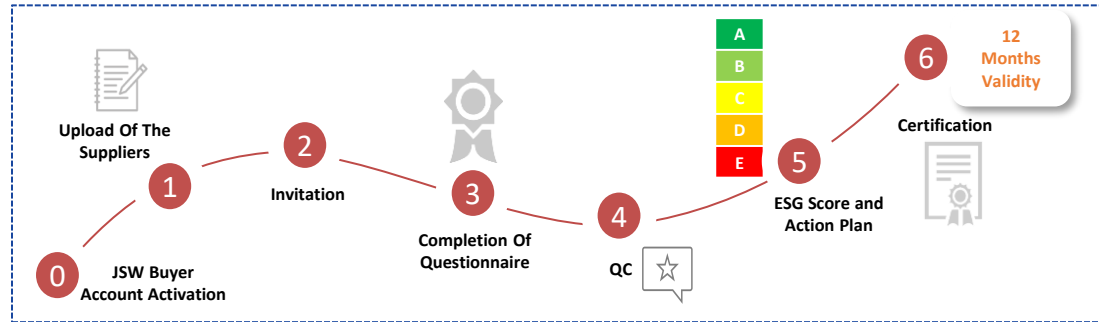 0
JSW Buyer
Account Activation
Upload Of The
Suppliers
1
2
Invitation
3
Completion Of
Questionnaire
4
QC
A
B
C
D
E
5
ESG Score and
Action Plan
6
Certification
12
Months
Validity